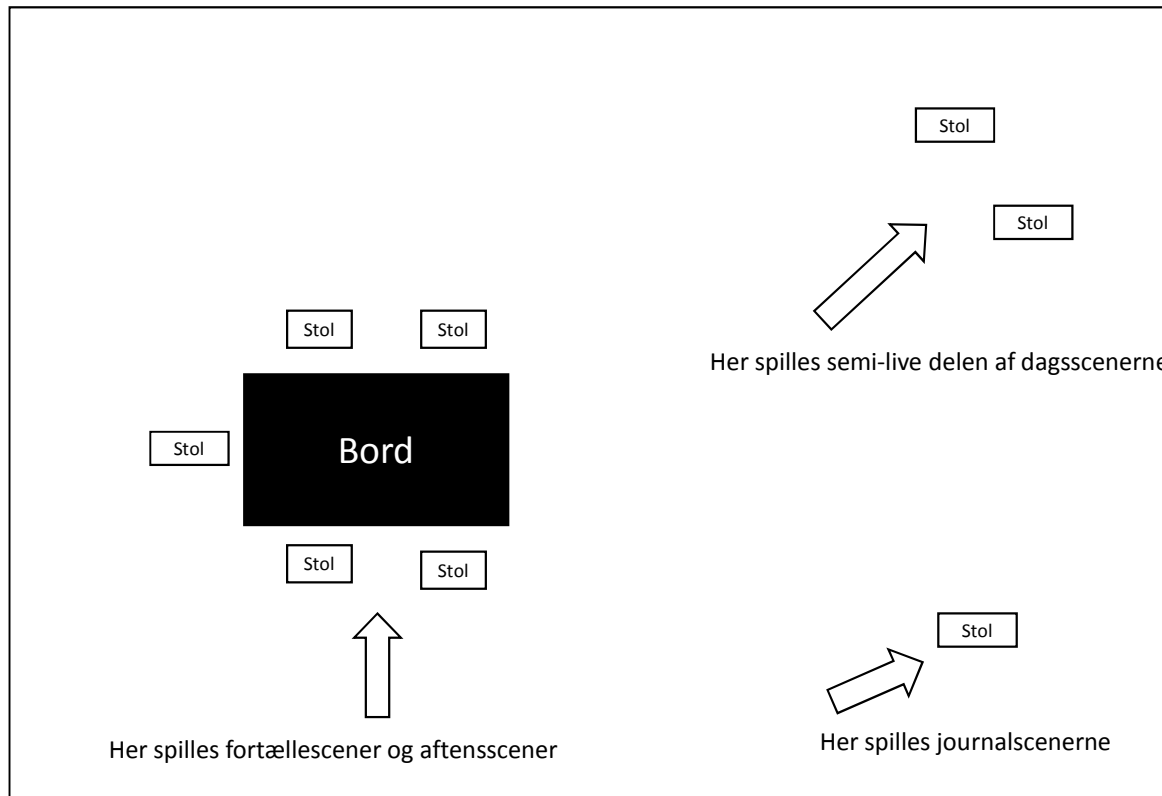 Stol
Stol
Her spilles semi-live delen af dagsscenerne
Stol
Stol
Stol
Bord
Stol
Stol
Her spilles fortællescener og aftensscener
Stol
Her spilles journalscenerne